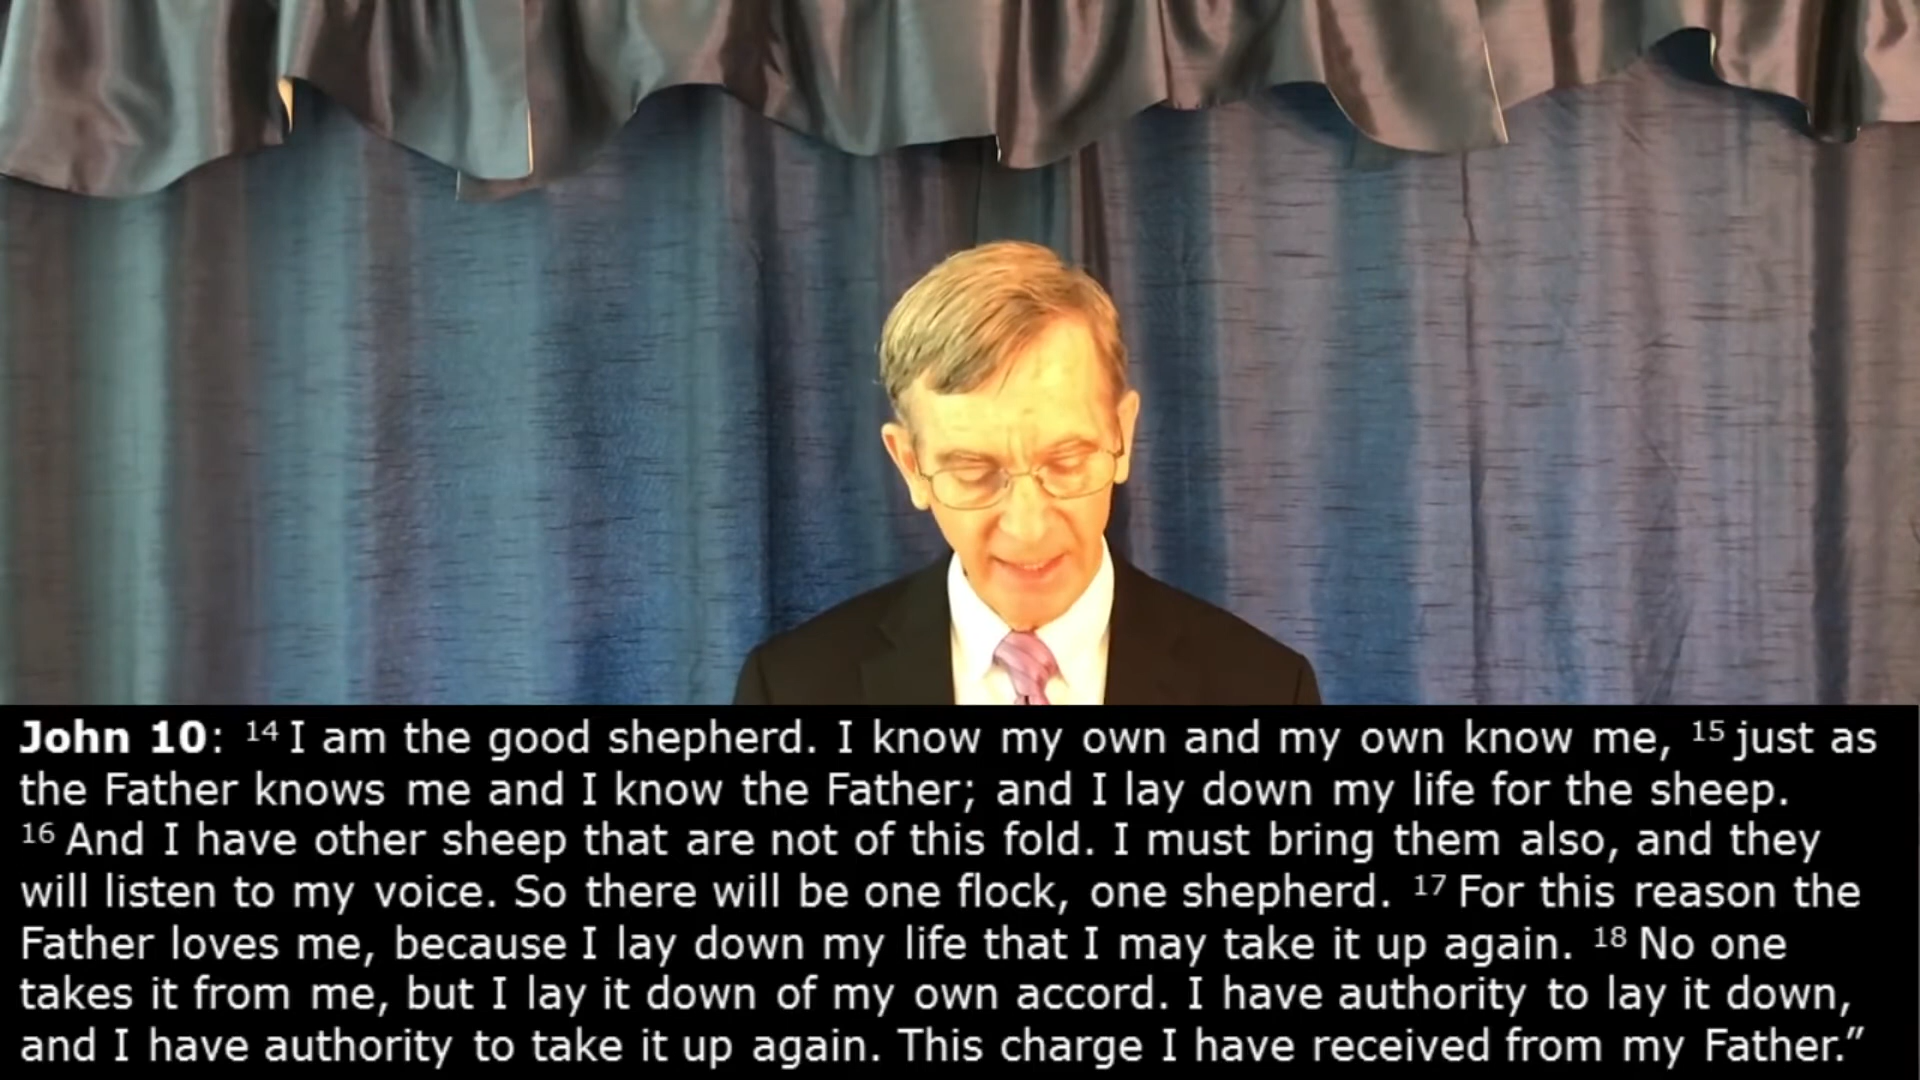 John 10: 14 I am the good shepherd. I know my own and my own know me, 15 just as
the Father knows me and I know the Father; and I lay down my life for the sheep.
16 And I have other sheep that are not of this fold. I must bring them also, and they
will listen to my voice. So there will be one flock, one shepherd. 17 For this reason the
Father loves me, because I lay down my life that I may take it up again. 18 No one
takes it from me, but I lay it down of my own accord. I have authority to lay it down,
and I have authority to take it up again. This charge I have received from my Father.”